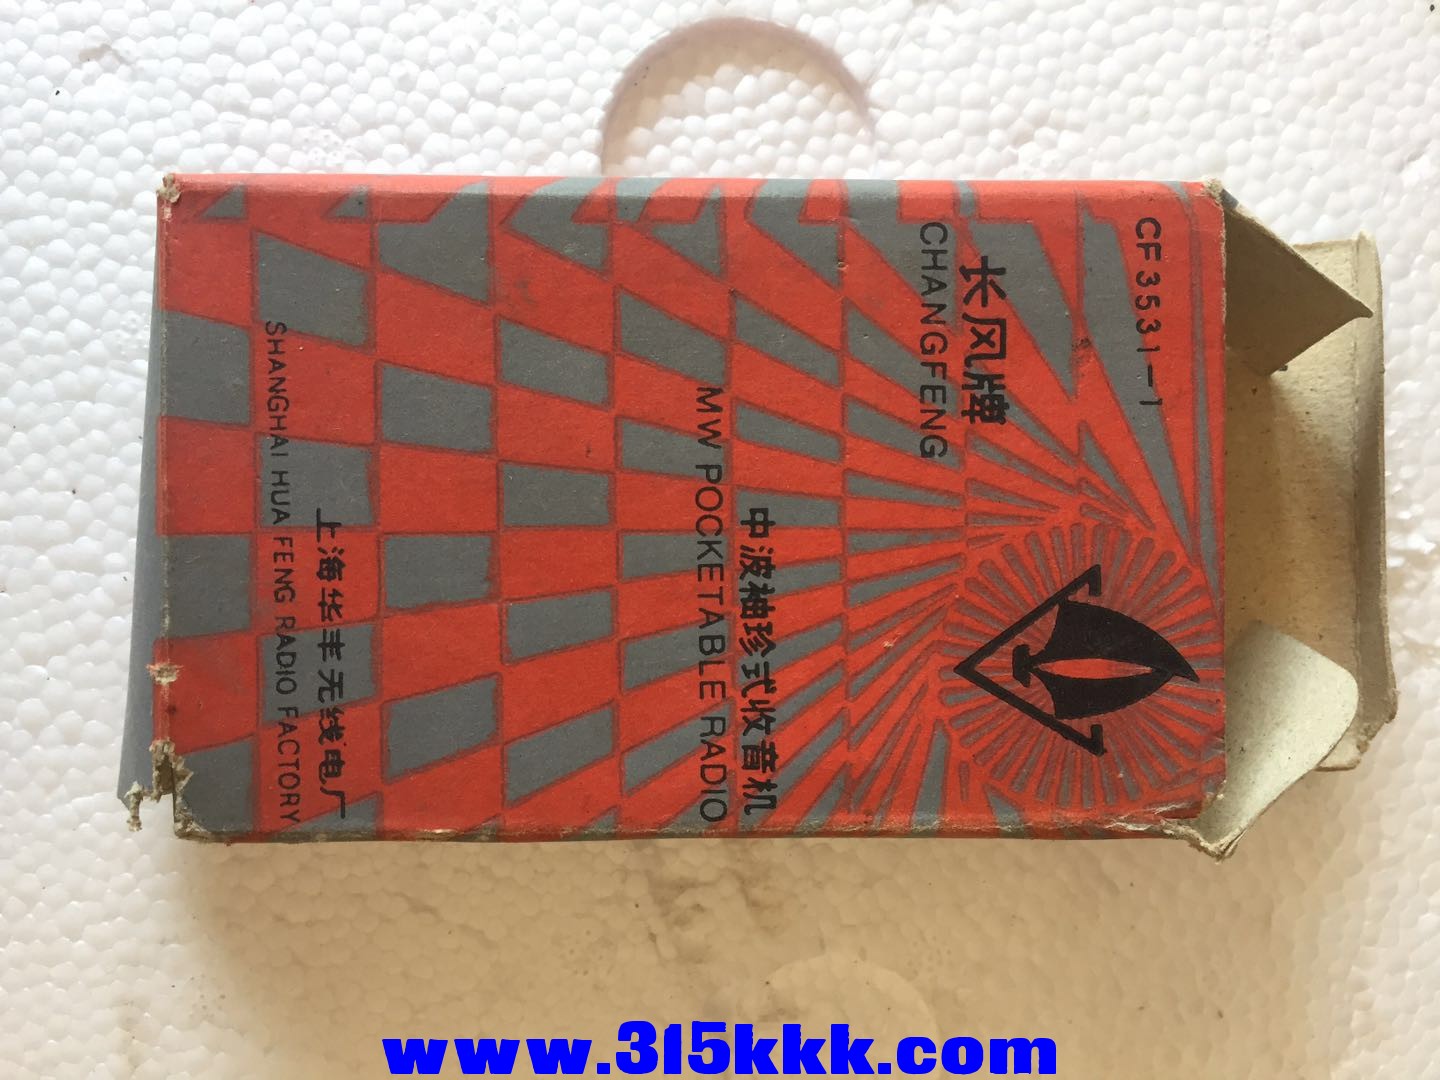 CF3531-1
长风牌
CHANGFENG
中波袖珍式收音机
MW POCKETABLE RADIO
上海华丰无线电厂
SHANGHAI HUA FENG RADIO FACTORY
www.315kkk.com